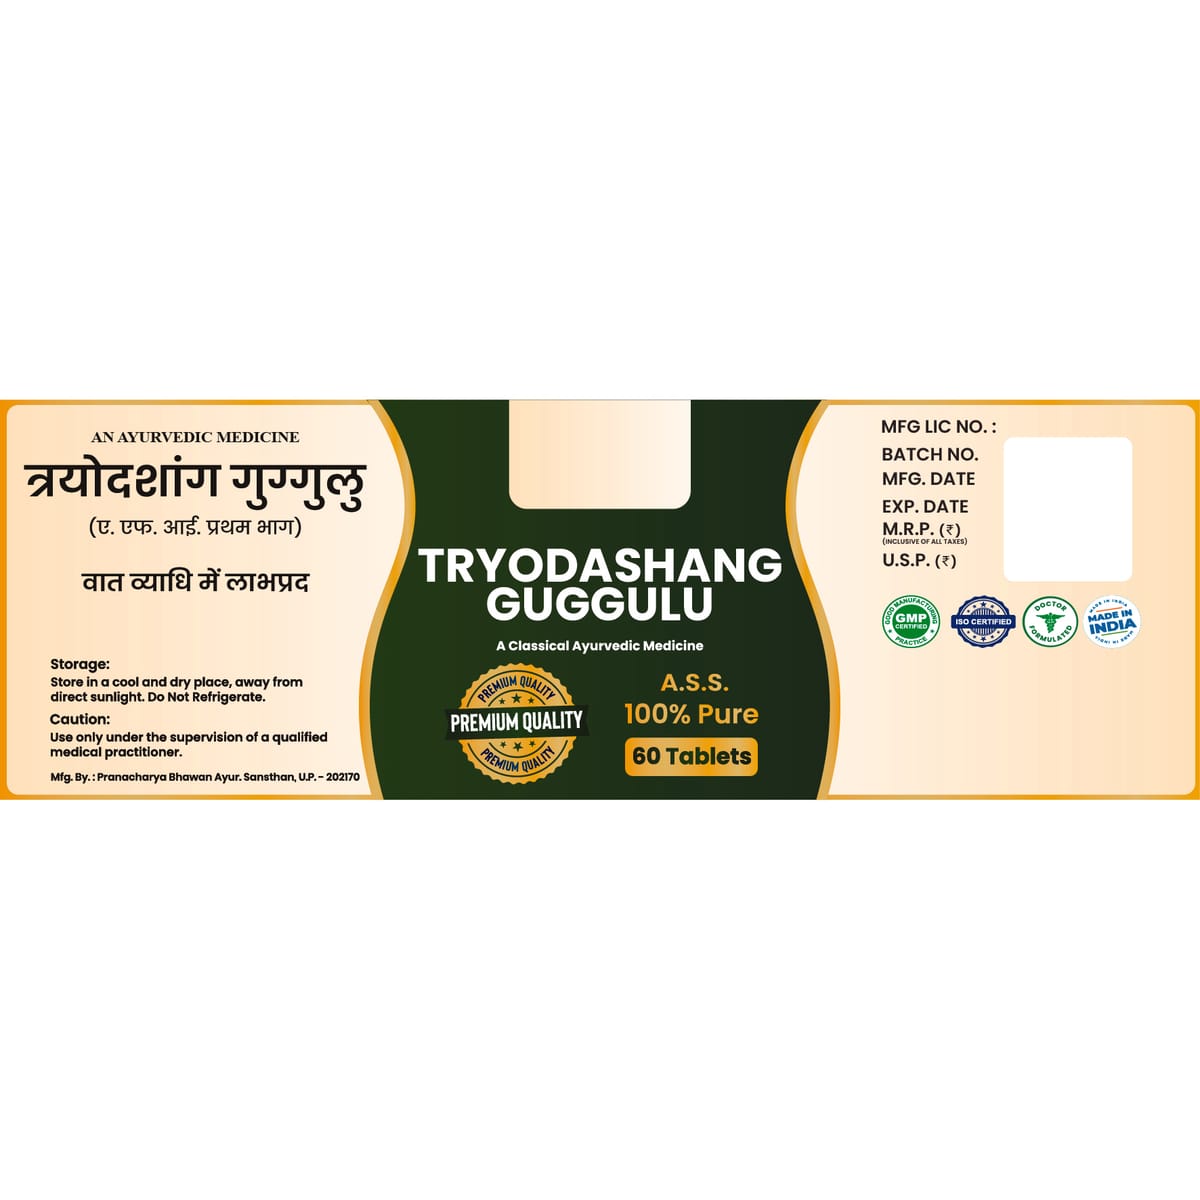 AN AYURVEDIC MEDICINE
त्रयोदशांग गुग्गुलु
(ए. एफ. आई. प्रथम भाग)
वात व्याधि में लाभप्रद
Storage:
Store in a cool and dry place, away from
direct sunlight. Do Not Refrigerate.
Caution:
Use only under the supervision of a qualified
medical practitioner.
Mfg. By. : Pranacharya Bhawan Ayur. Sansthan, U.P. - 202170
TRYODASHANG
GUGGULU
A Classical Ayurvedic Medicine
PREMIUM QUALITY
PREMIUM QUALITY
PREMIUM QUALITY
A.S.S.
100% Pure
60 Tablets
MFG LIC NO. :
BATCH NO.
MFG. DATE
EXP. DATE
M.R.P. (₹)
(INCLUSIVE OF ALL TAXES)
U.S.P. (₹)
GOOD MANUFACTURING
GMP
CERTIFIED
PRACTICE
ISO CERTIFIED
DOCTOR
FORMULATED
MADE IN INDIA
MADE IN
INDIA